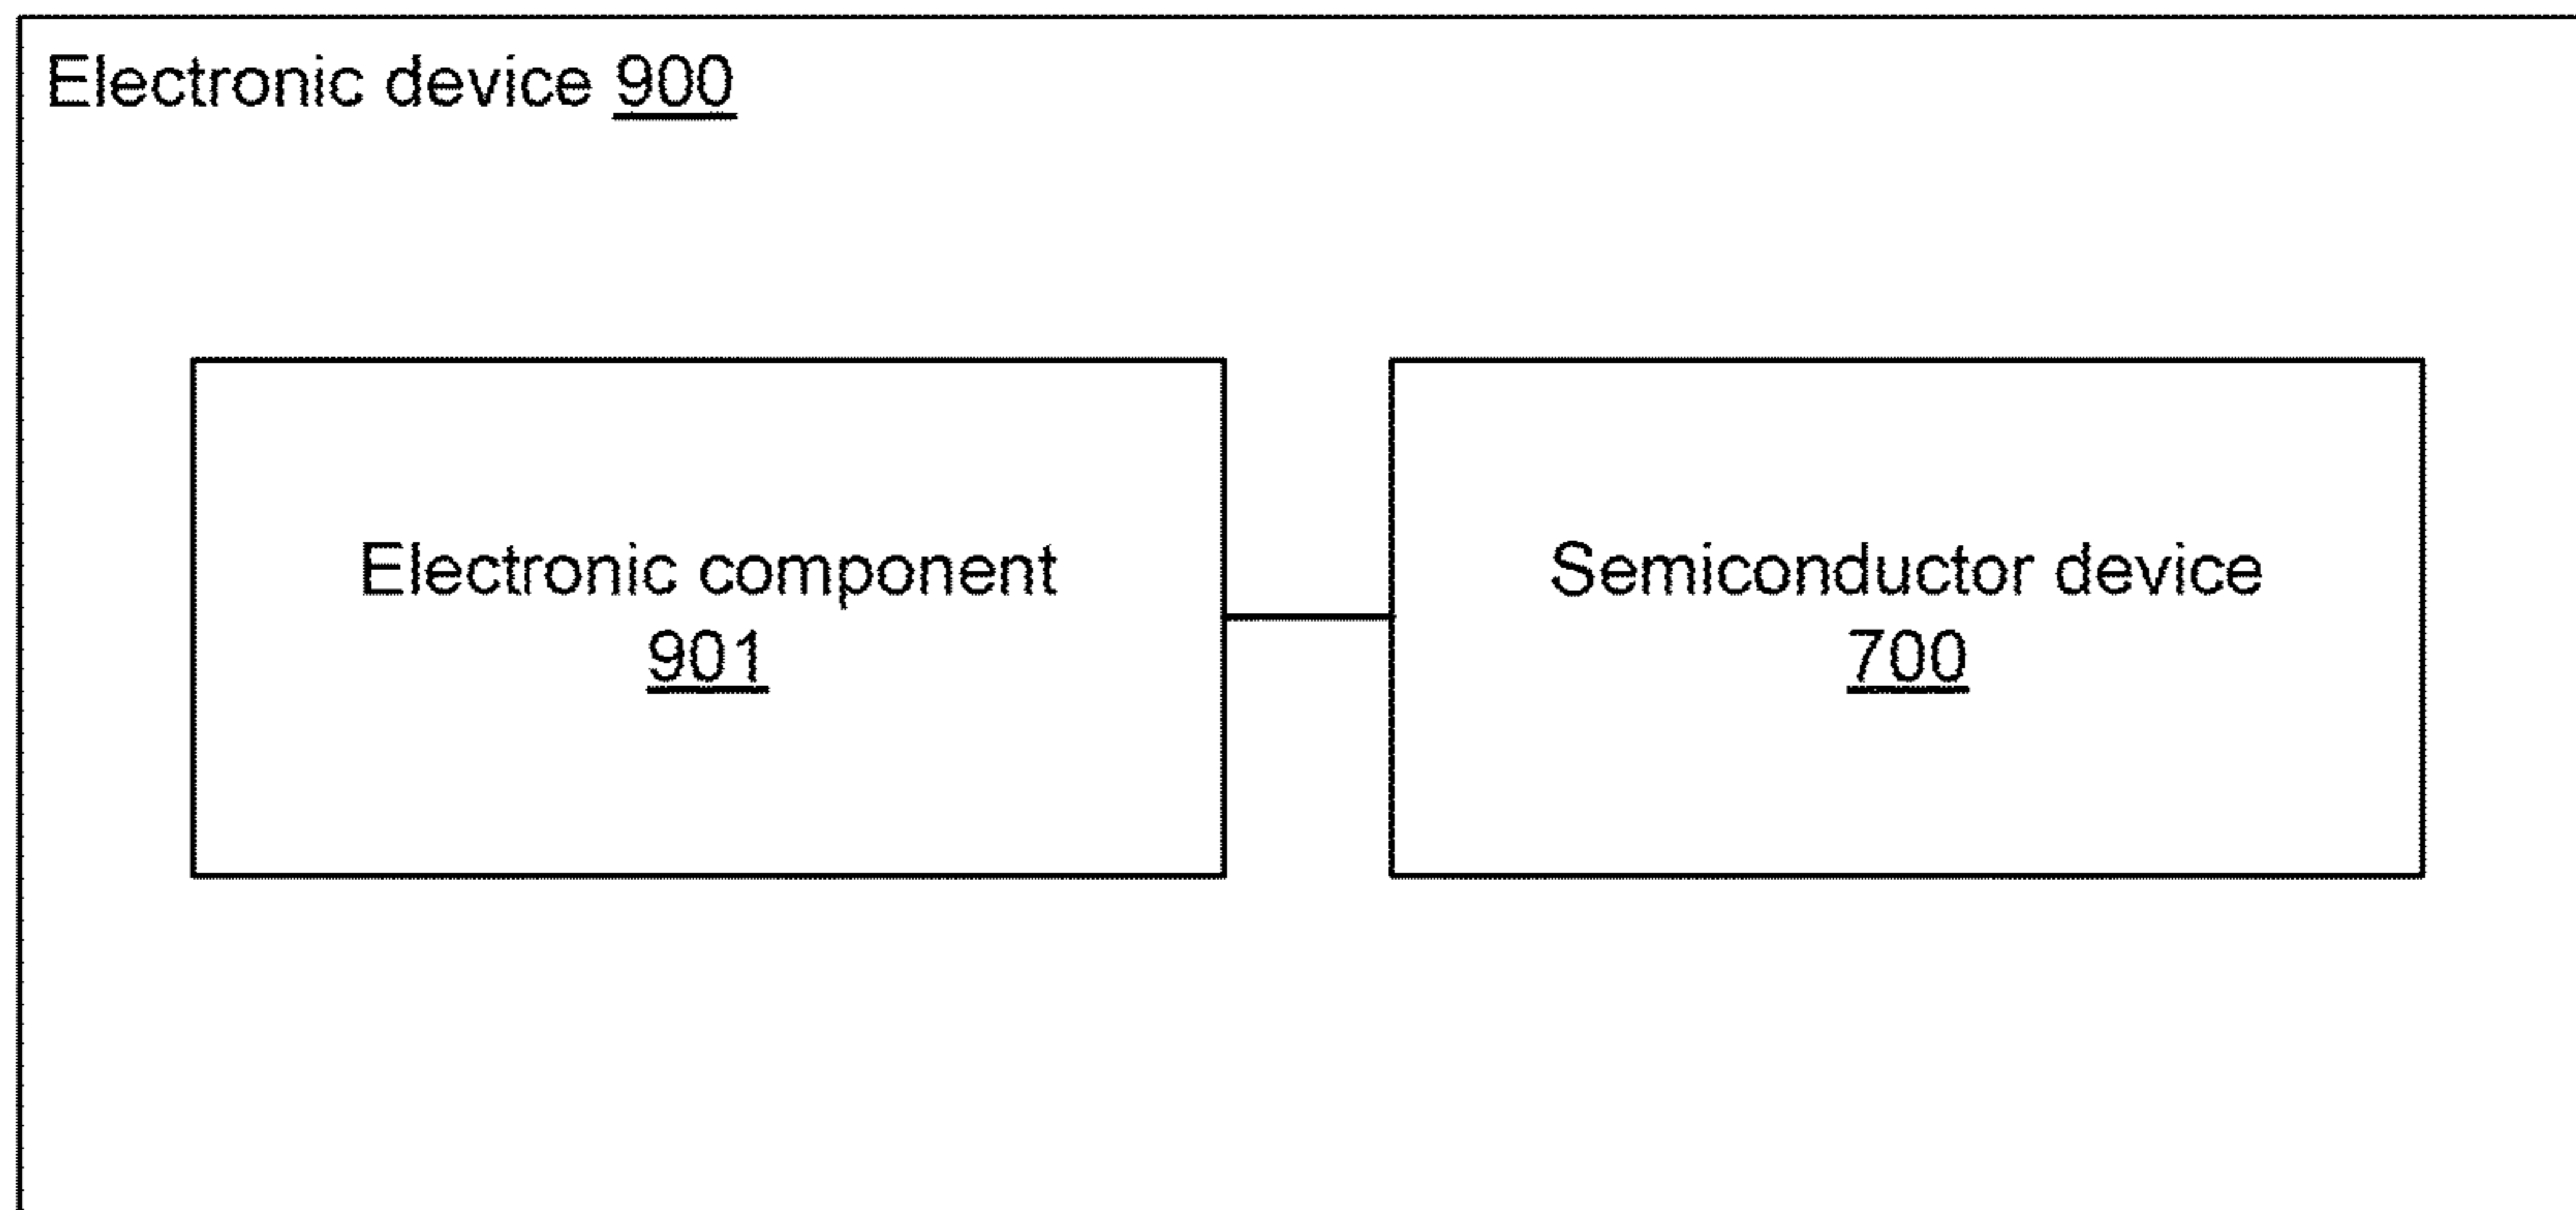 Electronic device 900
Electronic component
901
Semiconductor device
700